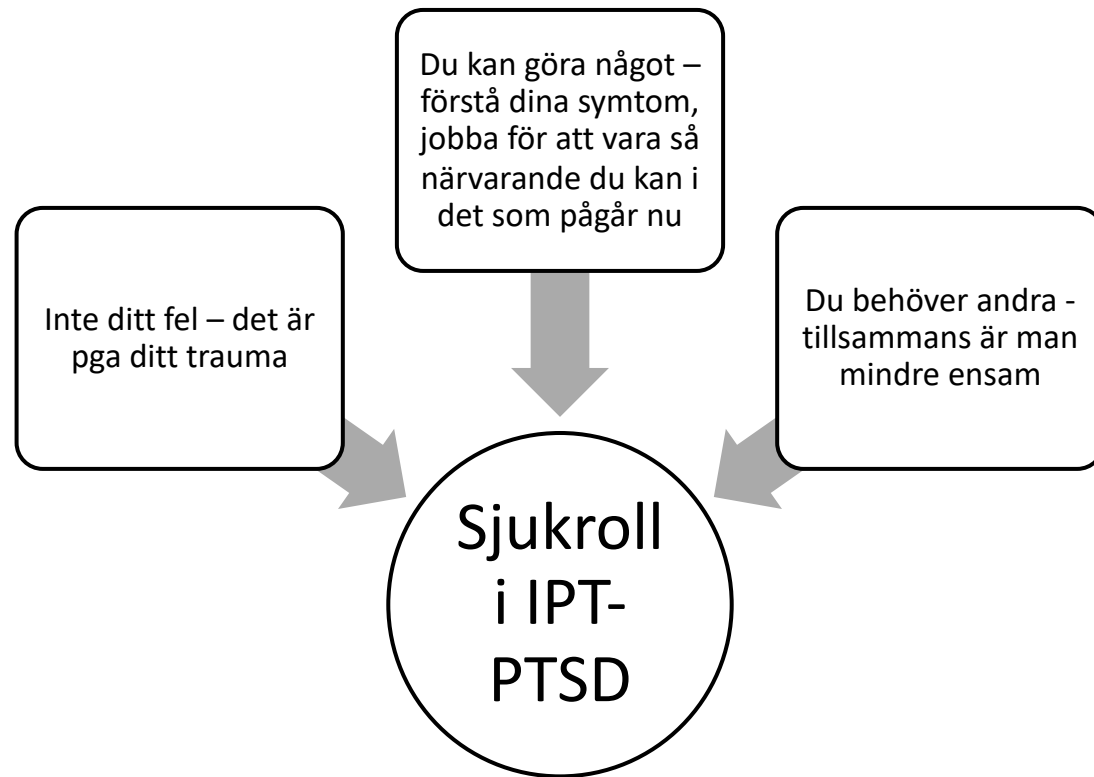 Du kan göra något –
förstå dina symtom,
jobba för att vara så
närvarande du kan i
det som pågår nu
Inte ditt fel – det är
pga ditt trauma
Du behöver andra -
tillsammans är man
mindre ensam
Sjukroll
i IPT-
PTSD